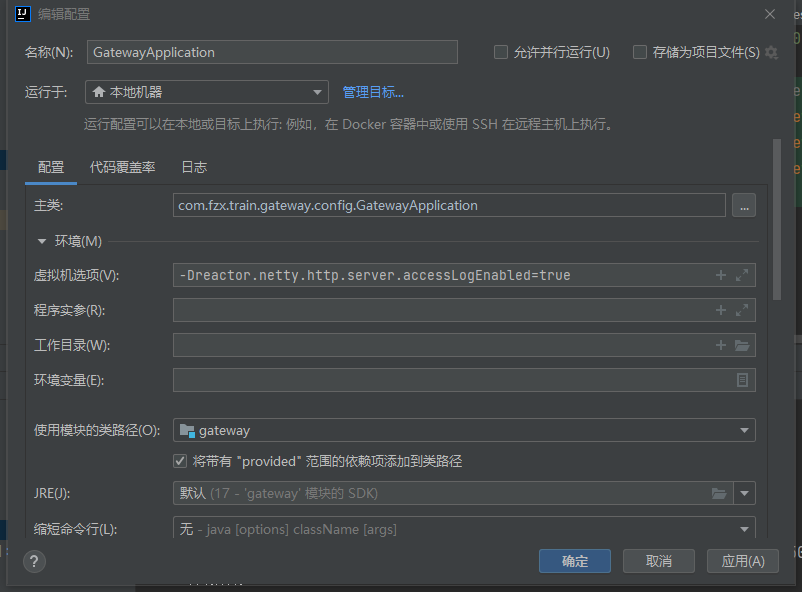 编辑配置
名称(N): GatewayApplication 允许并行运行(U) 存储为项目文件(S)
运行于: 本地机器 管理目标...
运行配置可以在本地或目标上执行: 例如，在 Docker 容器中或使用 SSH 在远程主机上执行。
配置 代码覆盖率 日志
主类: com.fzx.train.gateway.config.GatewayApplication ...
环境(M)
虚拟机选项(V): -Dreactor.netty.http.server.accessLogEnabled=true
程序实参(R):
工作目录(W):
环境变量(E):
使用模块的类路径(O): gateway
将带有 "provided" 范围的依赖项添加到类路径
JRE(J): 默认 (17 - 'gateway' 模块的 SDK)
缩短命令行(L): 无 - java [options] className [args]
? 确定 取消 应用(A)